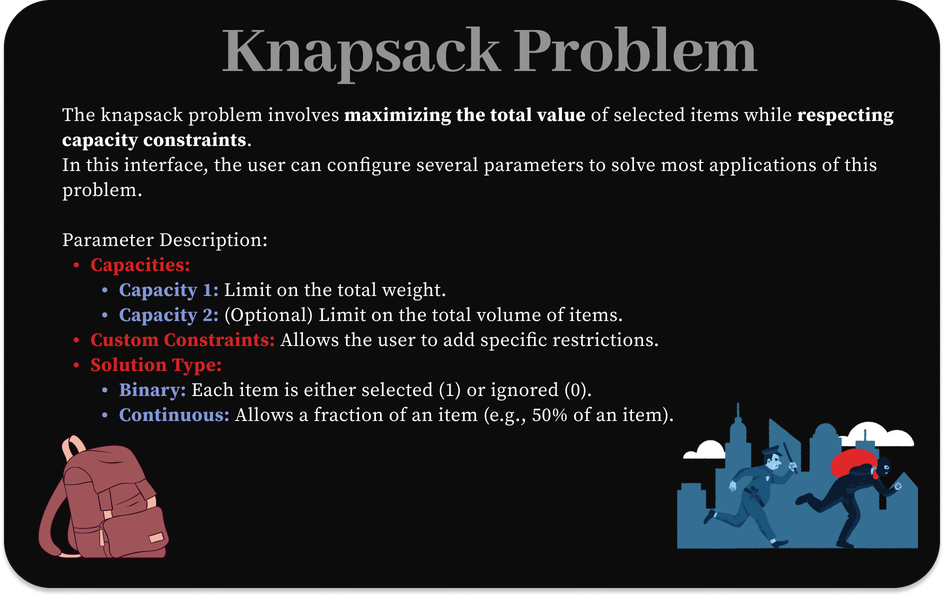 Knapsack Problem
The knapsack problem involves maximizing the total value of selected items while respecting
capacity constraints.
In this interface, the user can configure several parameters to solve most applications of this
problem.
Parameter Description:
• Capacities:
• Capacity 1: Limit on the total weight.
• Capacity 2: (Optional) Limit on the total volume of items.
• Custom Constraints: Allows the user to add specific restrictions.
• Solution Type:
• Binary: Each item is either selected (1) or ignored (0).
• Continuous: Allows a fraction of an item (e.g., 50% of an item).